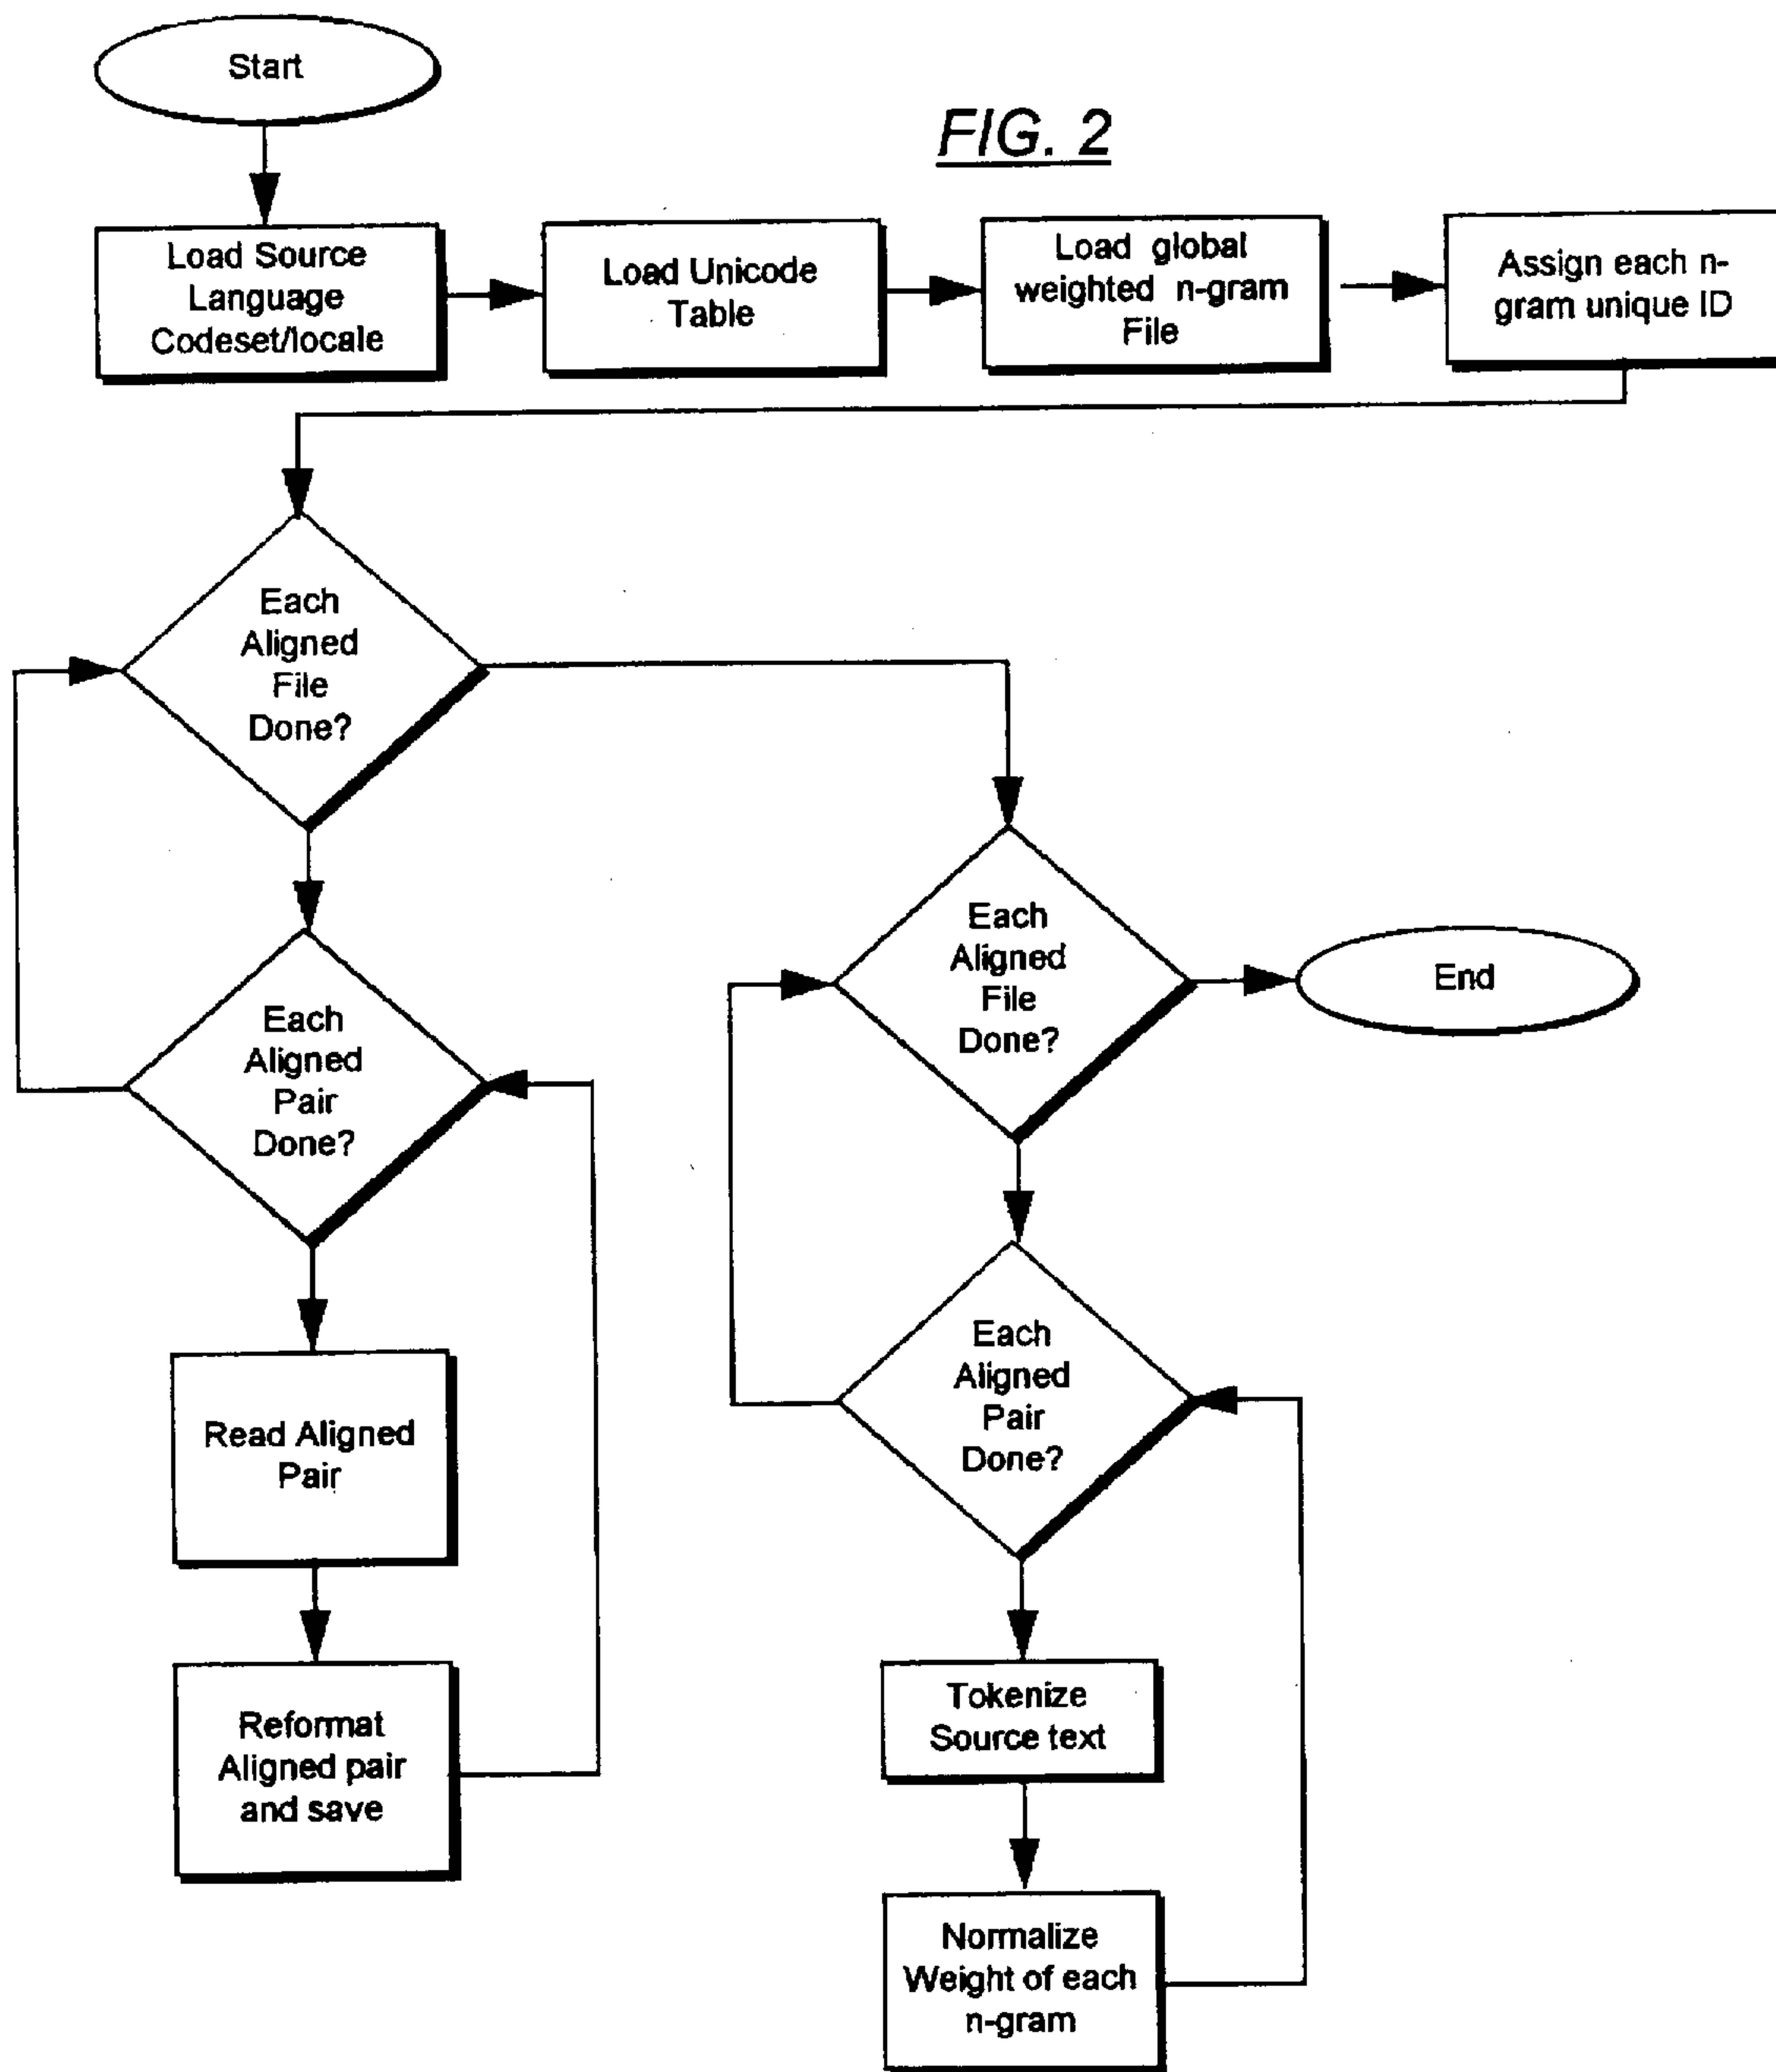 Start
FIG. 2
Load Source
Language
Codeset/locale
Load Unicode
Table
Load global
weighted n-gram
File
Assign each n-
gram unique ID
Each
Aligned
File
Done?
Each
Aligned
Pair
Done?
Read Aligned
Pair
Reformat
Aligned pair
and save
Each
Aligned
File
Done?
End
Each
Aligned
Pair
Done?
Tokenize
Source text
Normalize
Weight of each
n-gram